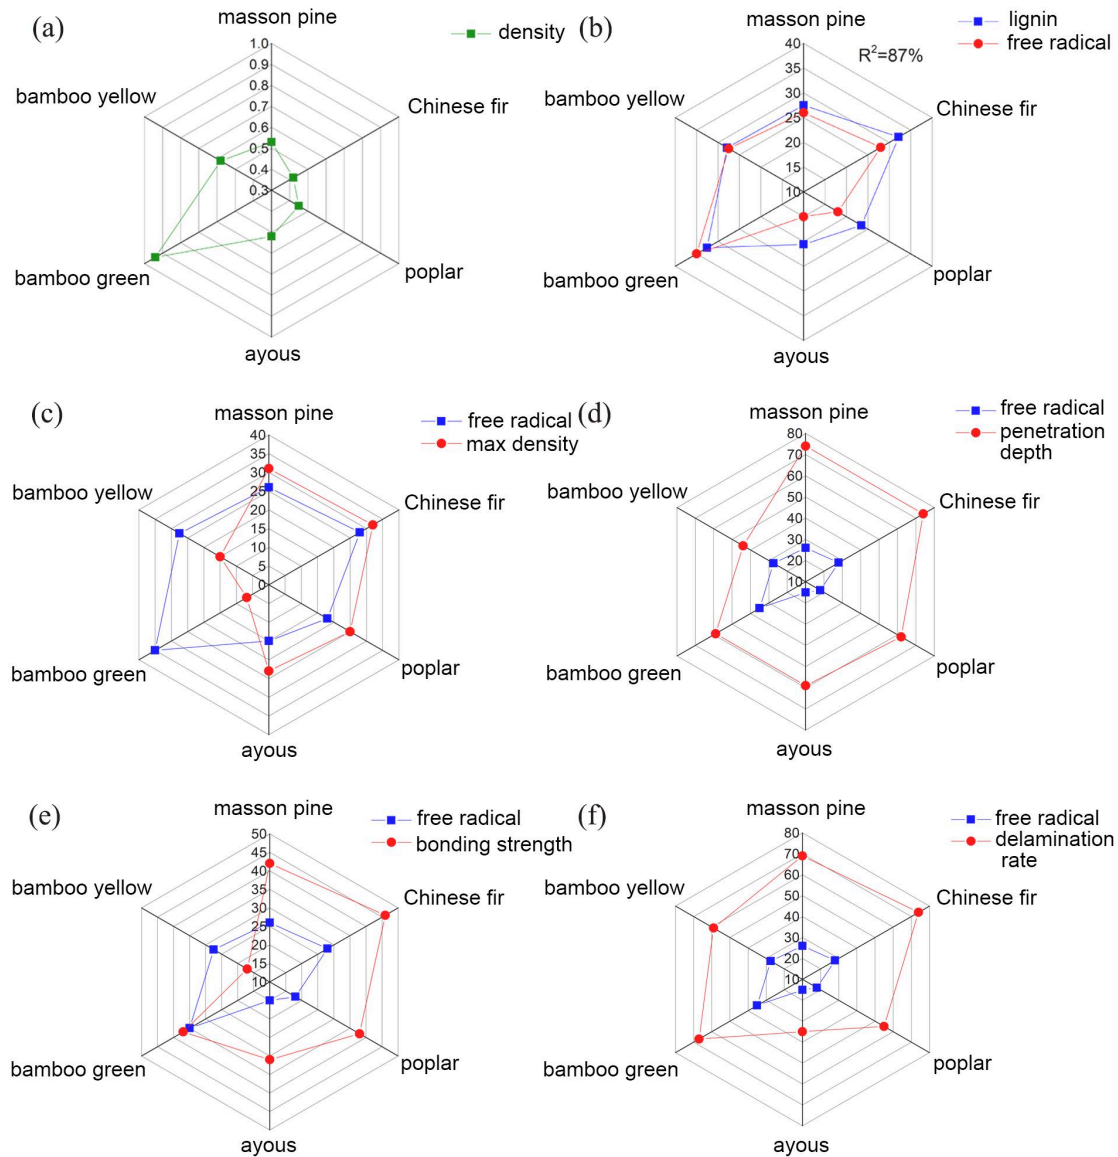 (a)
masson pine
density
1.0
0.9
0.8
0.7
0.6
0.5
0.4
0.3
bamboo yellow
Chinese fir
bamboo green
poplar
ayous
(b)
masson pine
lignin
free radical
R²=87%
40
35
30
25
20
15
10
bamboo yellow
Chinese fir
bamboo green
poplar
ayous
(c)
masson pine
free radical
max density
40
35
30
25
20
15
10
5
0
bamboo yellow
Chinese fir
bamboo green
poplar
ayous
(d)
masson pine
free radical
penetration
depth
80
70
60
50
40
30
20
10
bamboo yellow
Chinese fir
bamboo green
poplar
ayous
(e)
masson pine
free radical
bonding strength
50
45
40
35
30
25
20
15
10
bamboo yellow
Chinese fir
bamboo green
poplar
ayous
(f)
masson pine
free radical
delamination
rate
80
70
60
50
40
30
20
10
bamboo yellow
Chinese fir
bamboo green
poplar
ayous